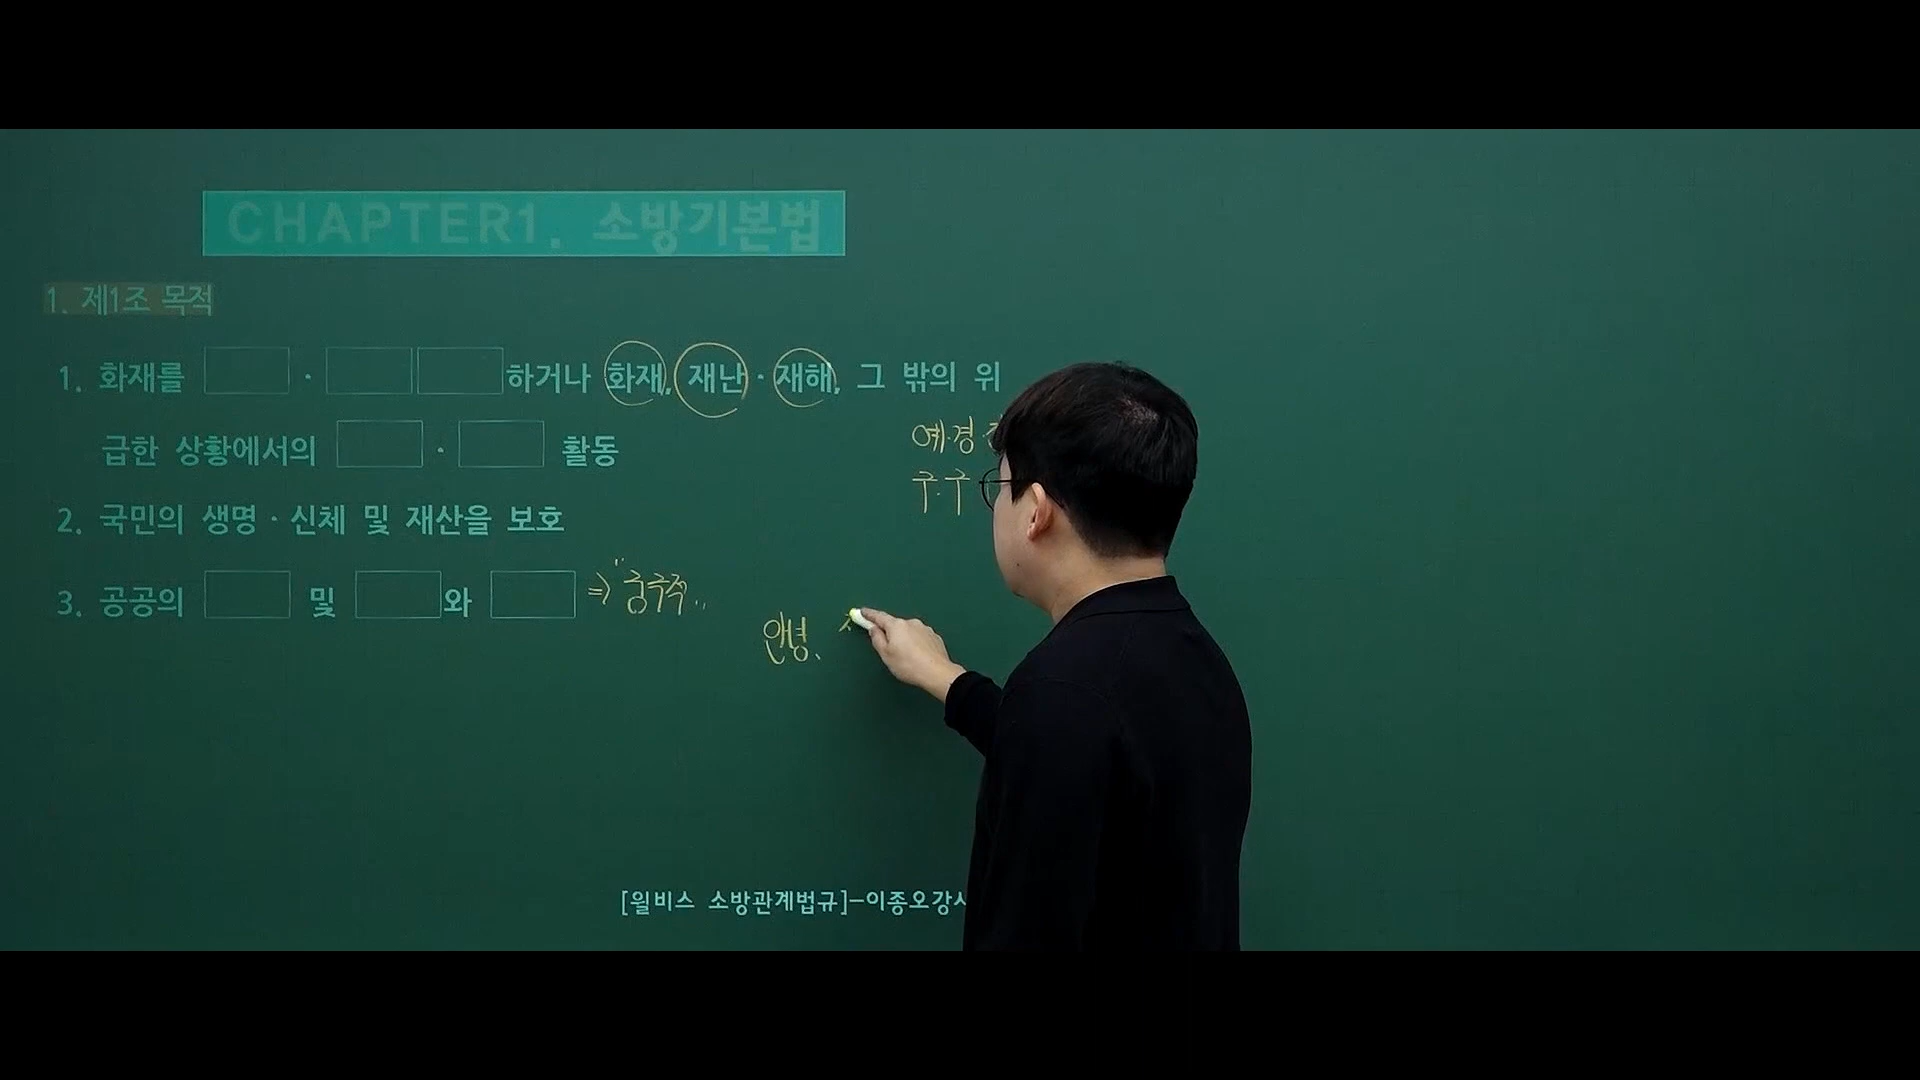 CHAPTER1. 소방기본법
1. 제1조 목적
1. 화재를 · 하거나 화재, 재난 · 재해, 그 밖의 위
급한 상황에서의 · 활동
예·경
구·구
2. 국민의 생명 · 신체 및 재산을 보호
3. 공공의 및 와 ⇒ "궁극적"
안녕、
[윌비스 소방관계법규]-이종오강사